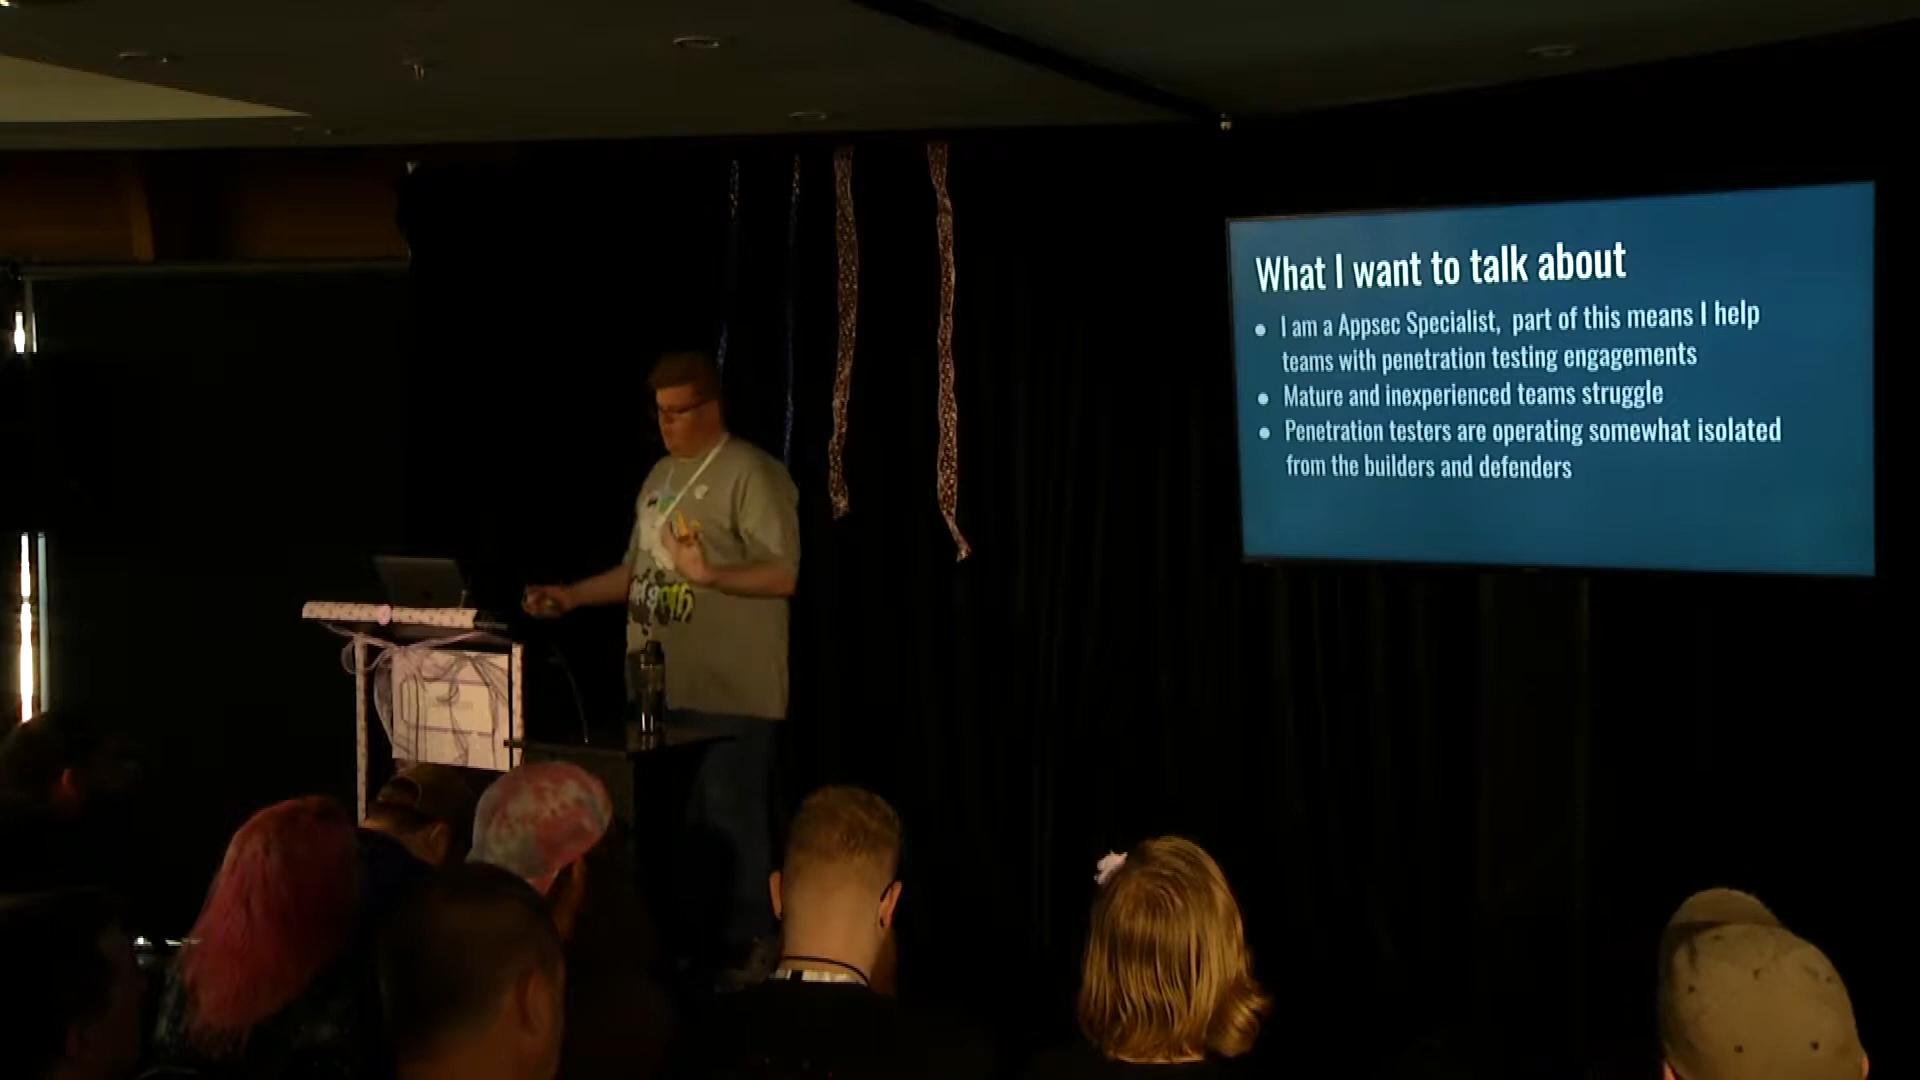 What I want to talk about
● I am a Appsec Specialist, part of this means I help
teams with penetration testing engagements
● Mature and inexperienced teams struggle
● Penetration testers are operating somewhat isolated
from the builders and defenders